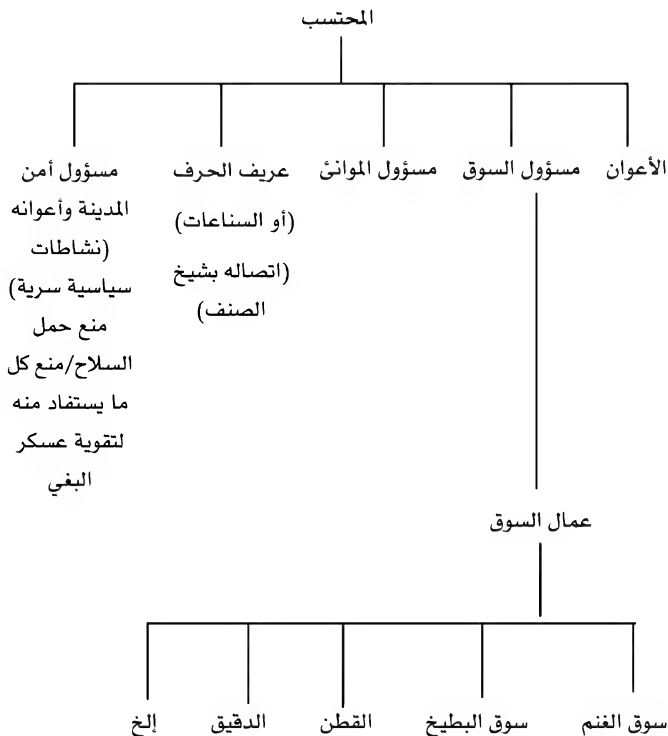 المحتسب
الأعوان
مسؤول السوق
مسؤول الموانئ
عريف الحرف
(أو السناعات)
(اتصاله بشيخ
الصنف)
مسؤول أمن
المدينة وأعوانه
(نشاطات
سياسية سرية)
منع حمل
السلاح/منع كل
ما يستفاد منه
لتقوية عسكر
البغي
عمال السوق
سوق الغنم
سوق البطيخ
القطن
الدقيق
إلخ